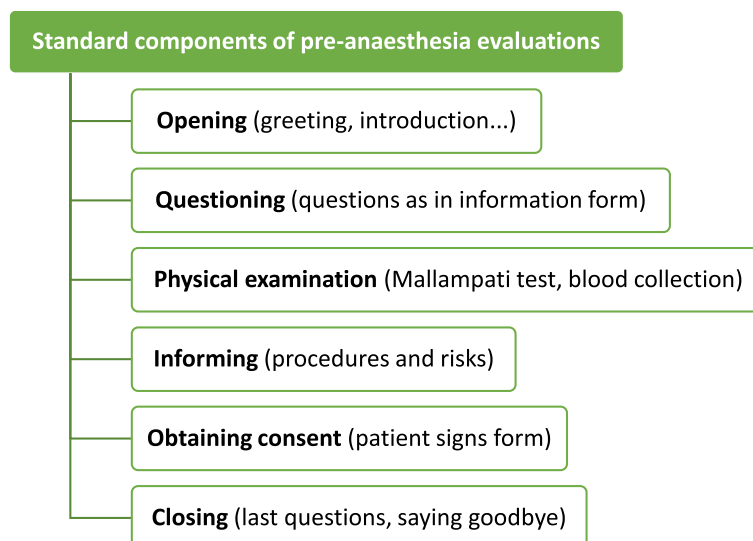 Standard components of pre-anaesthesia evaluations
Opening (greeting, introduction...)
Questioning (questions as in information form)
Physical examination (Mallampati test, blood collection)
Informing (procedures and risks)
Obtaining consent (patient signs form)
Closing (last questions, saying goodbye)